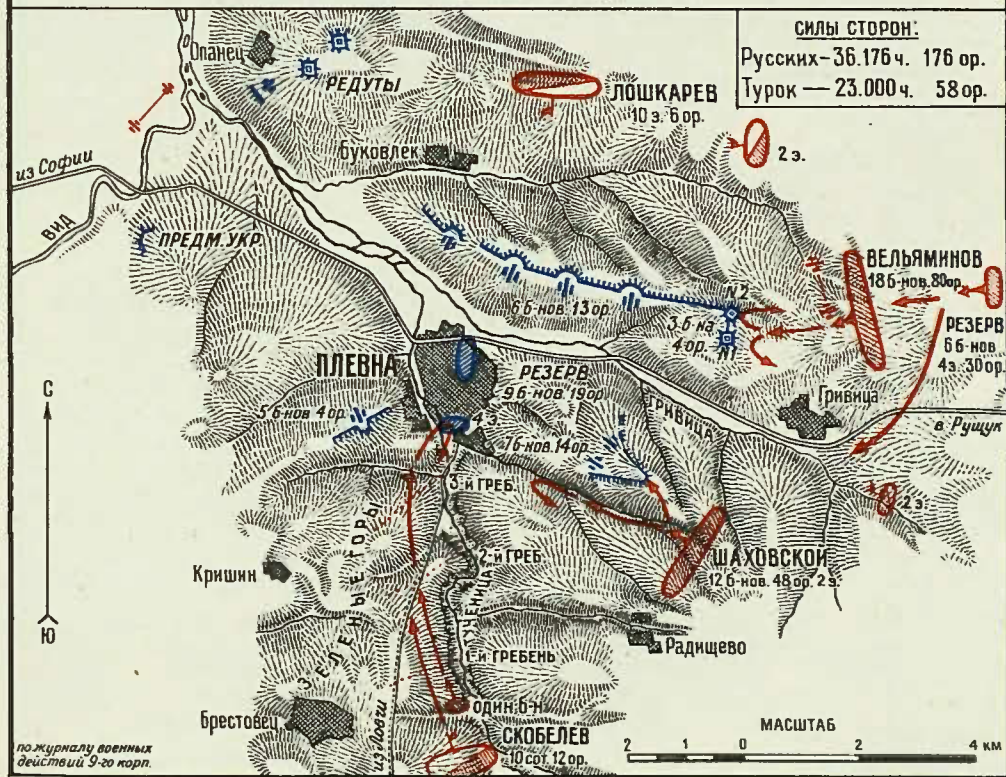 СИЛЫ СТОРОН:
Русских – 36.176 ч. 176 ор.
Турок — 23.000 ч. 58 ор.
Опанец
РЕДУТЫ
ЛОШКАРЕВ
10 э. 6 ор.
2 э.
Буковлек
из Софии
ВИД
ПРЕДМ. УКР.
ВЕЛЬЯМИНОВ
18 б-нов. 80 ор.
РЕЗЕРВ
6 б-нов
4 э. 30 ор.
6 б-нов. 13 ор.
N2
3 б-на
4 ор.
N1
ПЛЕВНА
РЕЗЕРВ
9 б-нов. 19 ор.
Гривица
в Рущук
ГРИВИЦА
5 б-нов 4 ор.
4 э.
1 б-нов. 14 ор.
2 э.
3-й ГРЕБ.
С
2-й ГРЕБ.
ШАХОВСКОЙ
12 б-нов. 48 ор. 2 э.
Кришин
ЗЕЛЕНЫЕ ГОРЫ
ТУЧЕНИЦА
Ю
1-й ГРЕБЕНЬ
Радищево
Брестовец
один б-н
СКОБЕЛЕВ
10 сот. 12 ор.
из Ловчи
МАСШТАБ
2 1 0 2 4 км
по журналу военных
действий 9-го корп.